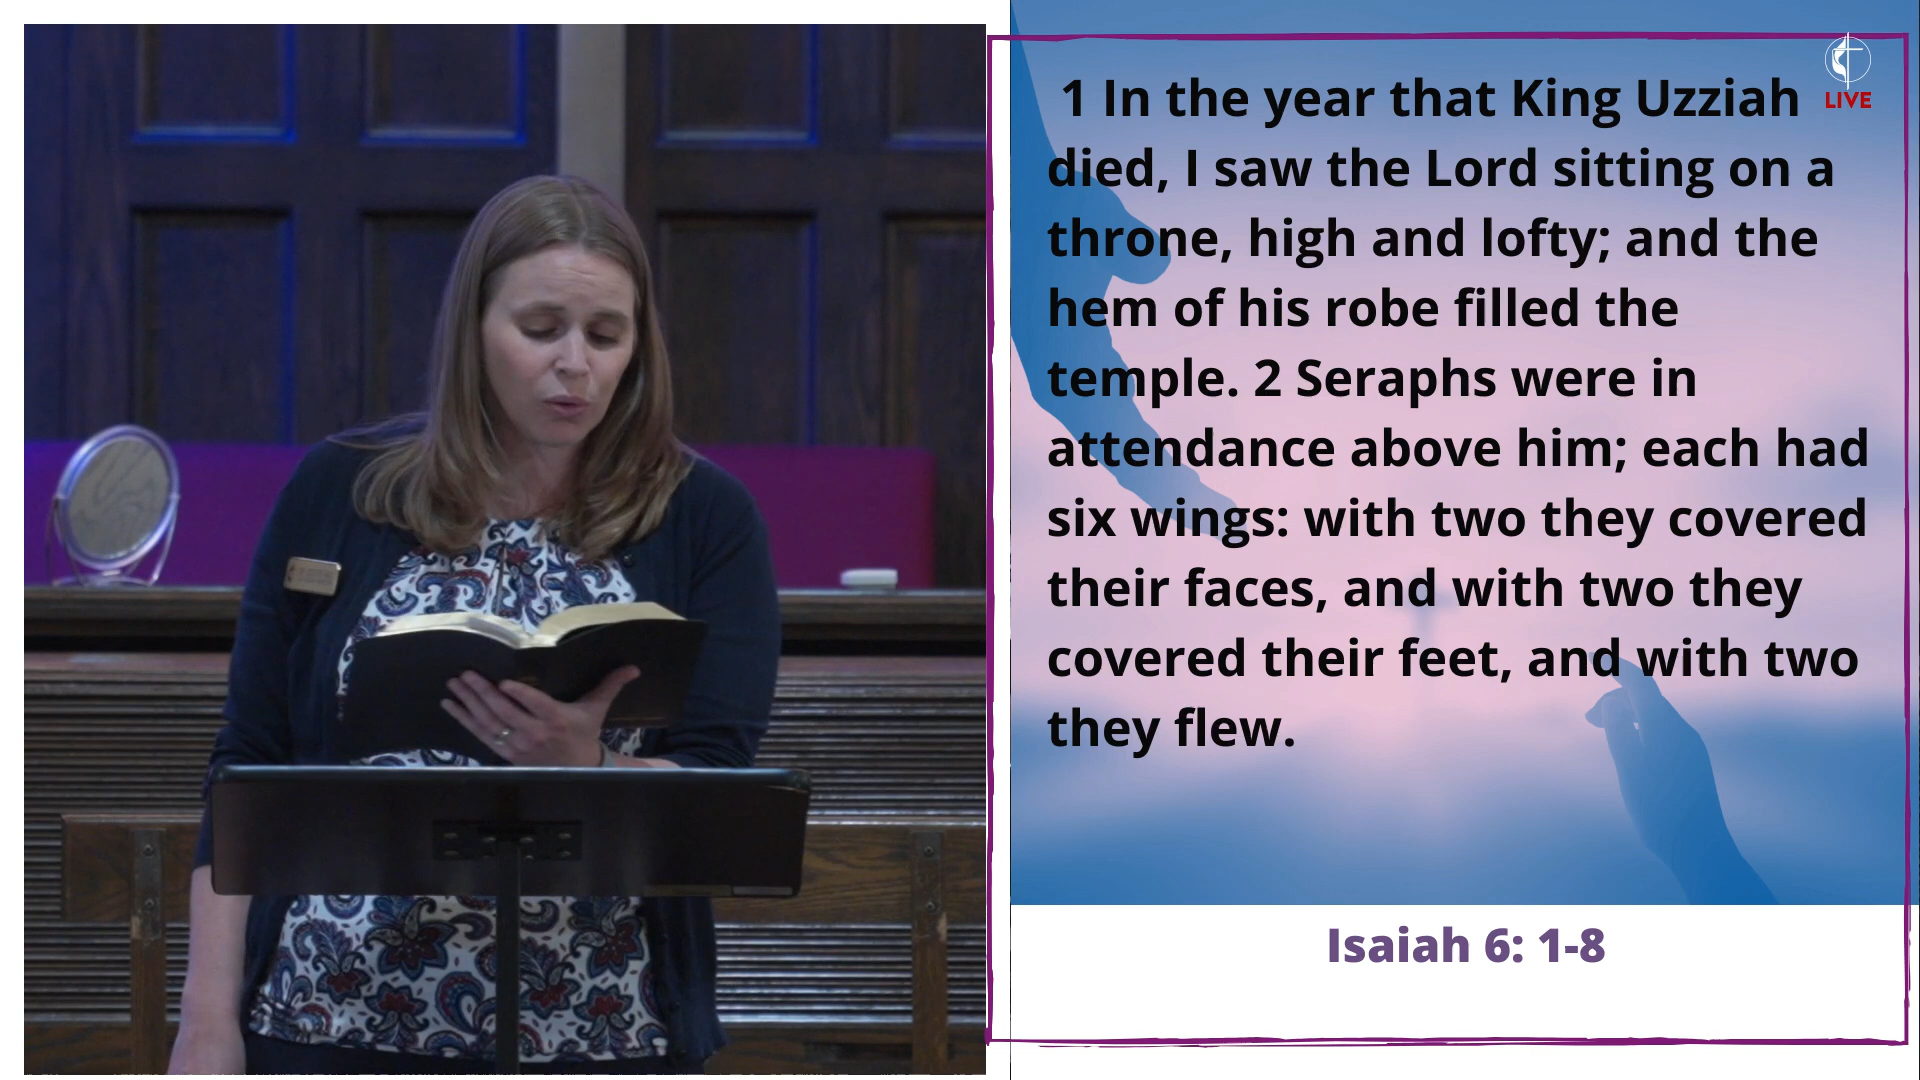 1 In the year that King Uzziah
died, I saw the Lord sitting on a
throne, high and lofty; and the
hem of his robe filled the
temple. 2 Seraphs were in
attendance above him; each had
six wings: with two they covered
their faces, and with two they
covered their feet, and with two
they flew.
LIVE
Isaiah 6: 1-8